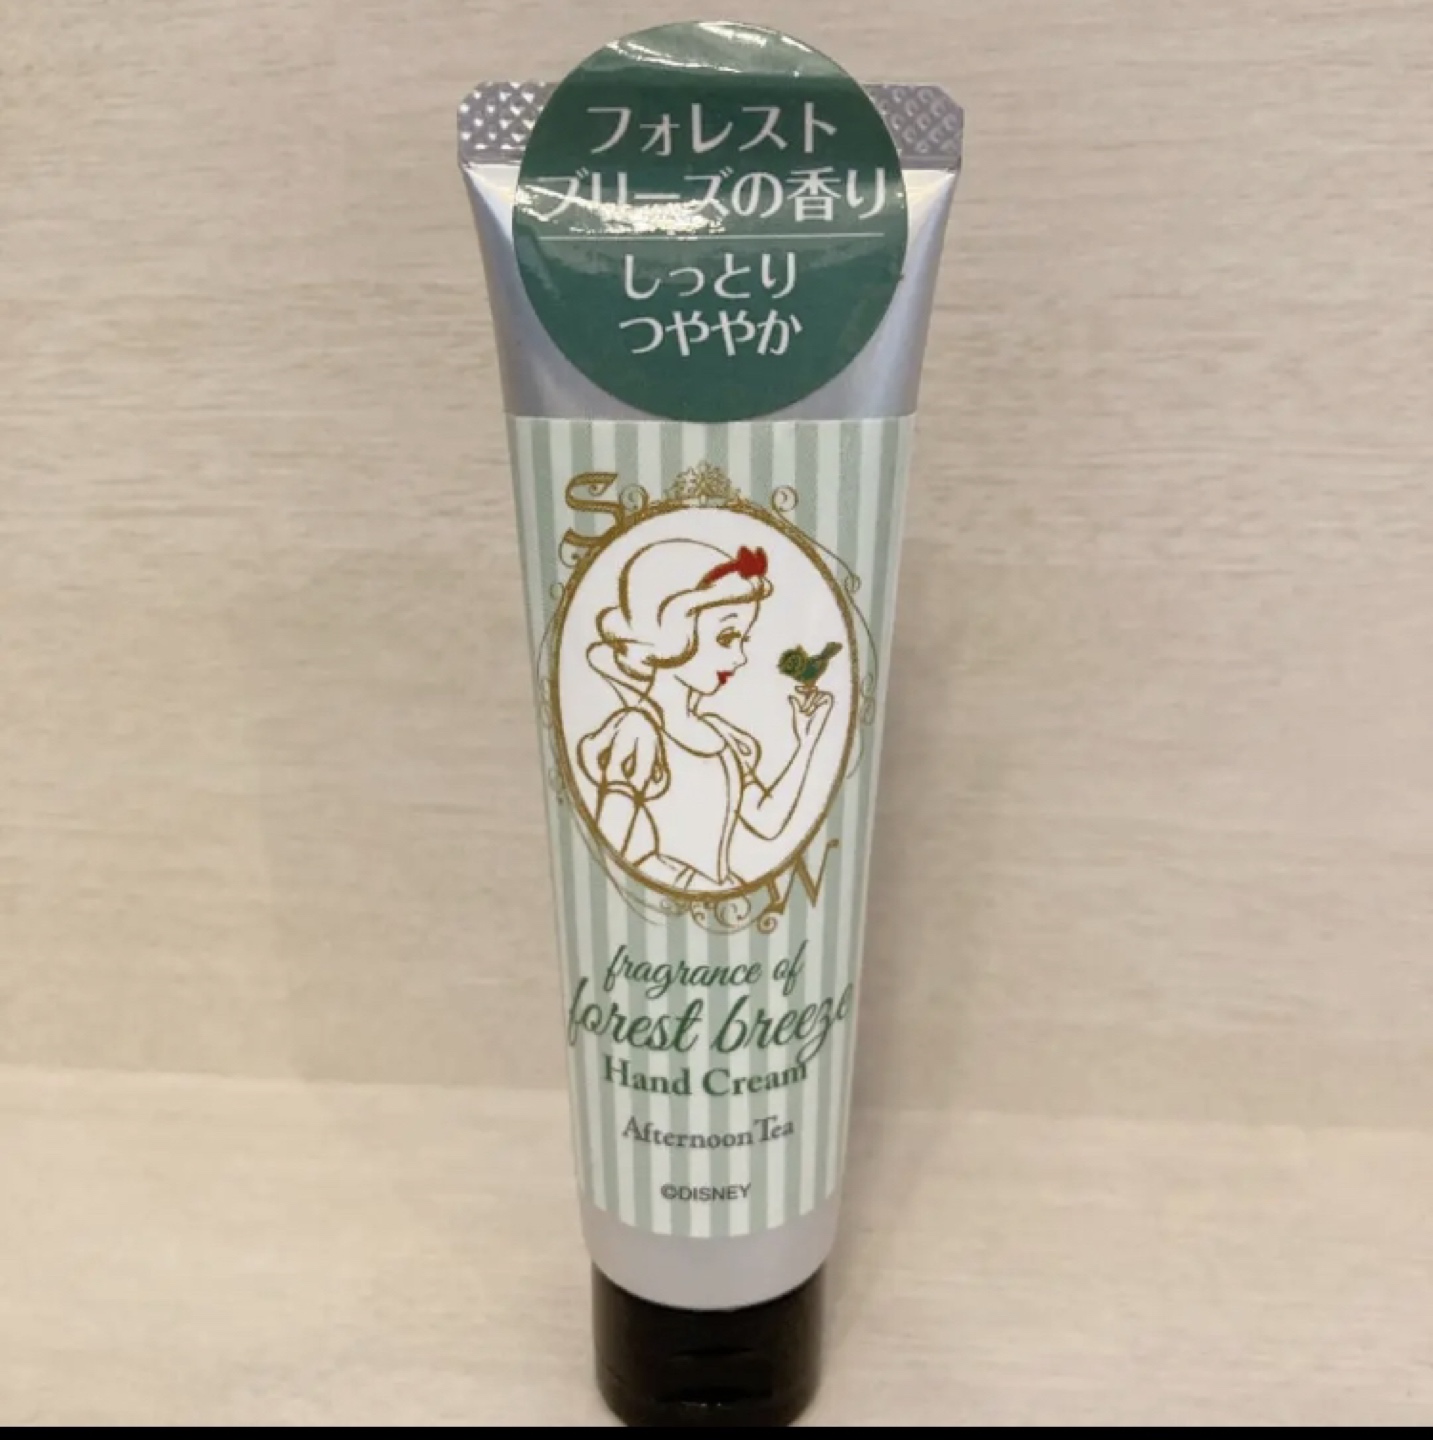 フォレスト
ブリーズの香り
しっとり
つややか
S
W
fragrance of
forest breeze
Hand Cream
AfternoonTea
©DISNEY